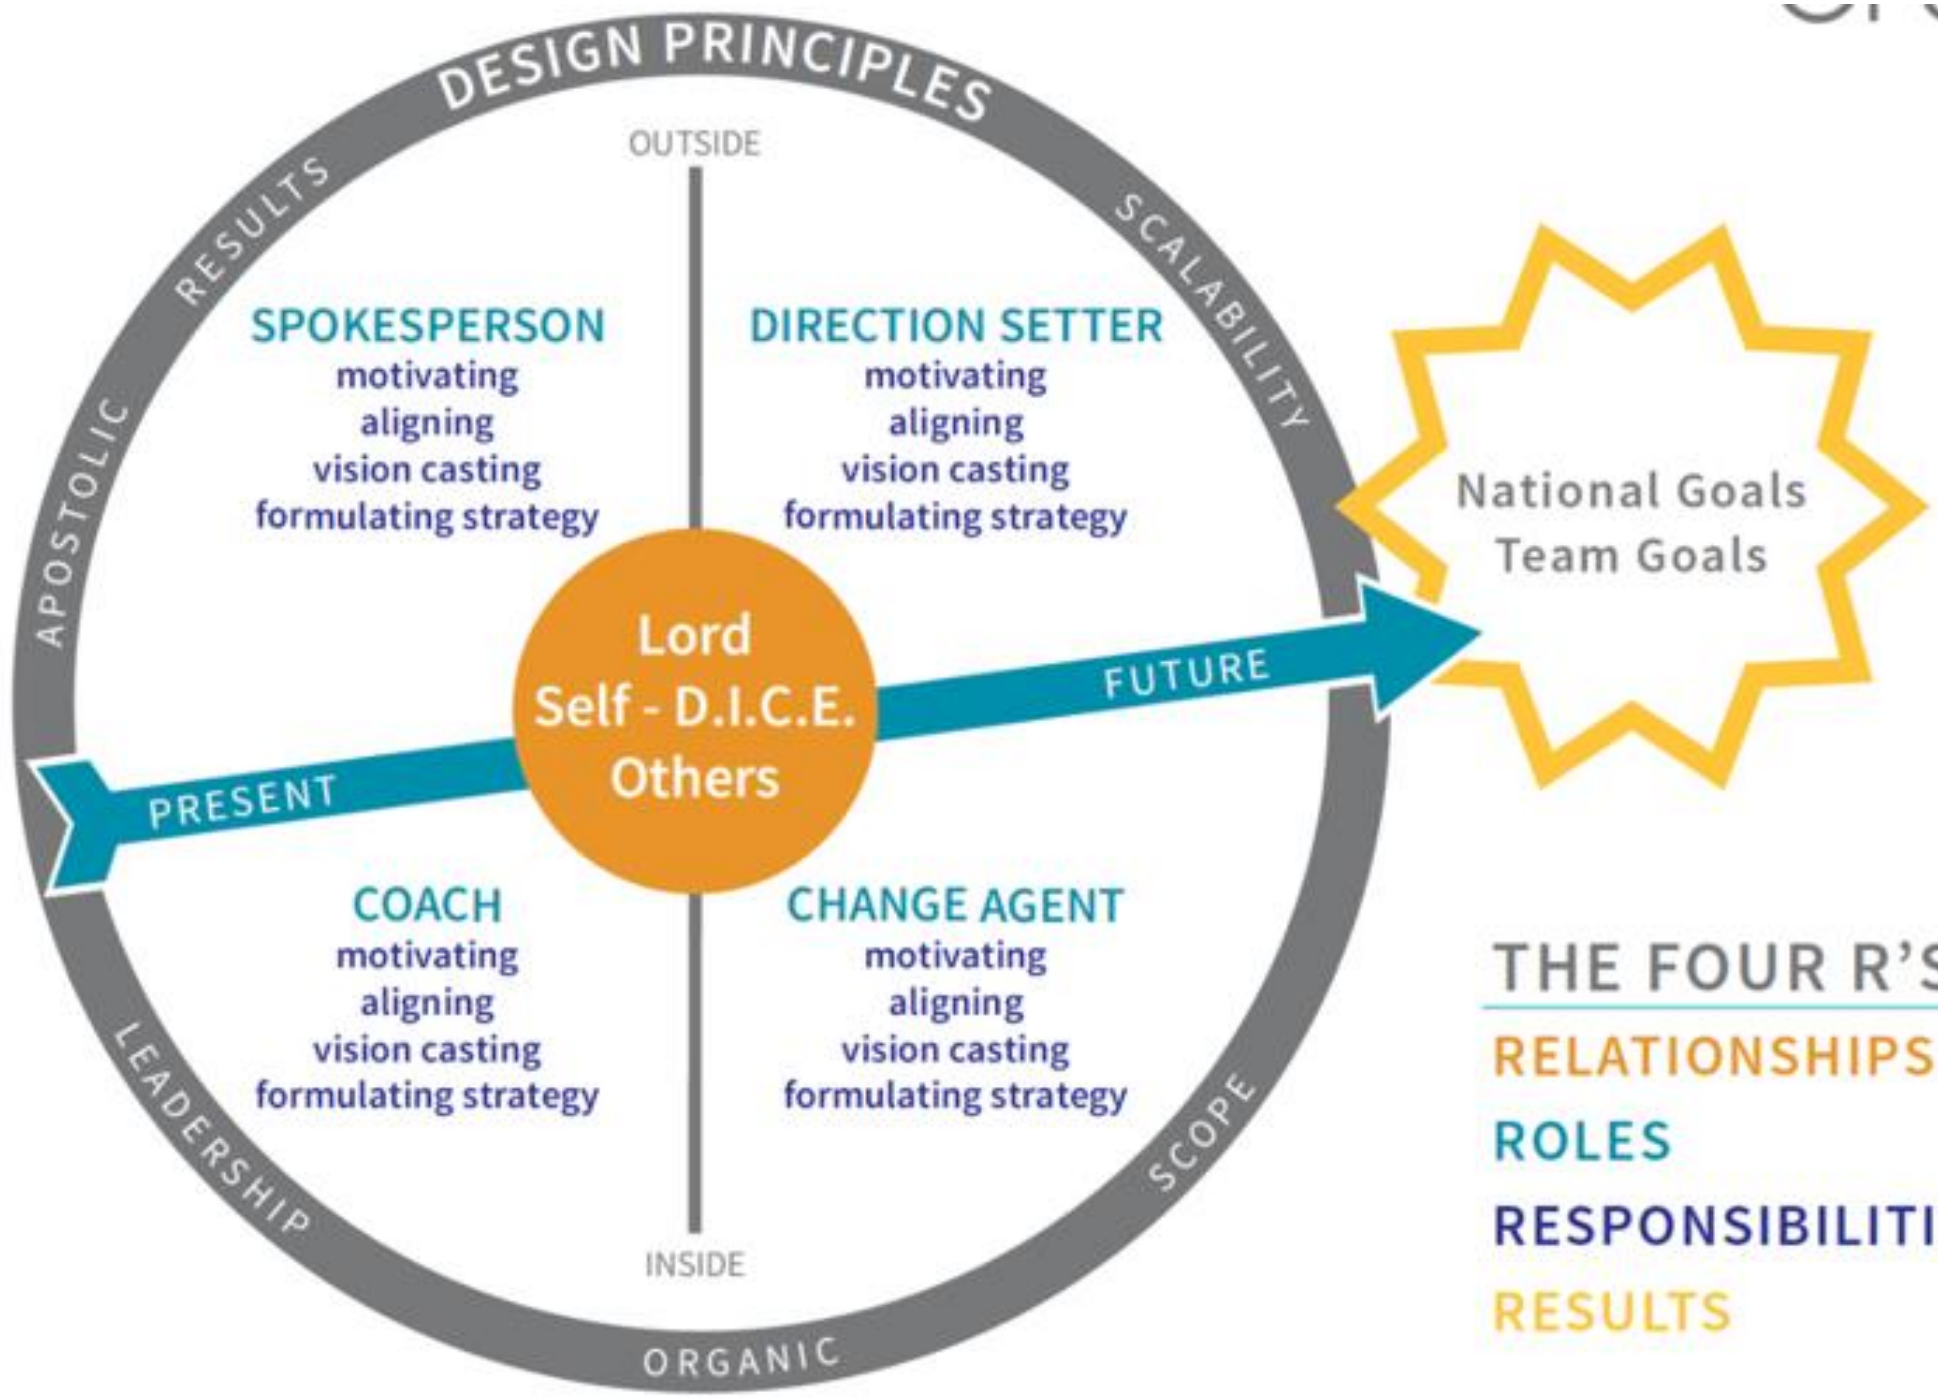 DESIGN PRINCIPLES
RESULTS
APOSTOLIC
LEADERSHIP
ORGANIC
SCOPE
SCALABILITY
OUTSIDE
SPOKESPERSON
motivating
aligning
vision casting
formulating strategy
DIRECTION SETTER
motivating
aligning
vision casting
formulating strategy
Lord
Self - D.I.C.E.
Others
PRESENT
FUTURE
COACH
motivating
aligning
vision casting
formulating strategy
CHANGE AGENT
motivating
aligning
vision casting
formulating strategy
INSIDE
National Goals
Team Goals
THE FOUR R'S
RELATIONSHIPS
ROLES
RESPONSIBILITI
RESULTS